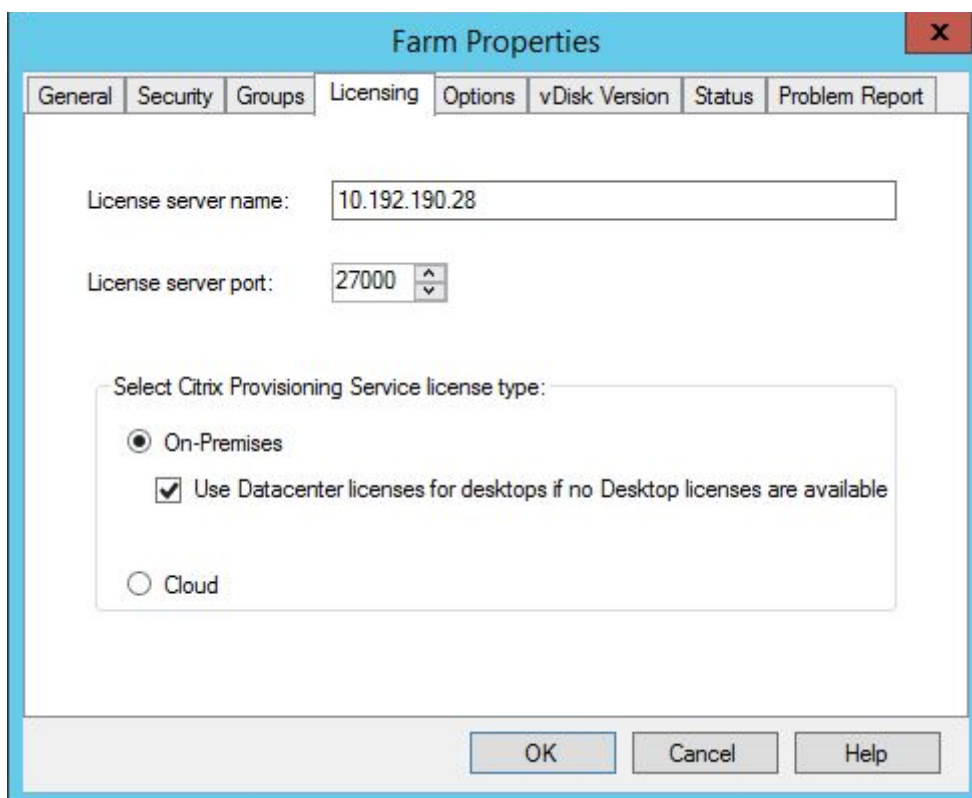 Farm Properties
x
General Security Groups Licensing Options vDisk Version Status Problem Report
License server name: 10.192.190.28
License server port: 27000
Select Citrix Provisioning Service license type:
On-Premises
Use Datacenter licenses for desktops if no Desktop licenses are available
Cloud
OK Cancel Help